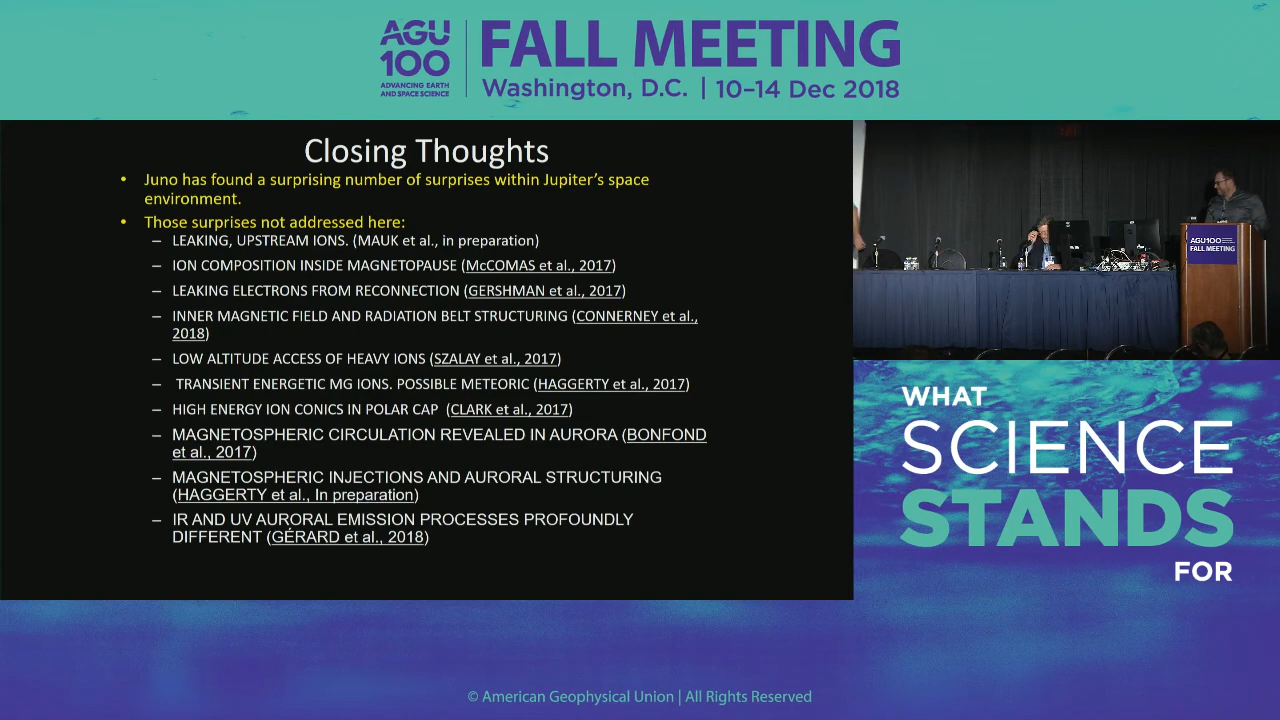 AGU
100
ADVANCING EARTH
AND SPACE SCIENCE
FALL MEETING
Washington, D.C. | 10–14 Dec 2018
Closing Thoughts
• Juno has found a surprising number of surprises within Jupiter's space
environment.
• Those surprises not addressed here:
– LEAKING, UPSTREAM IONS. (MAUK et al., in preparation)
– ION COMPOSITION INSIDE MAGNETOPAUSE (McCOMAS et al., 2017)
– LEAKING ELECTRONS FROM RECONNECTION (GERSHMAN et al., 2017)
– INNER MAGNETIC FIELD AND RADIATION BELT STRUCTURING (CONNERNEY et al.,
2018)
– LOW ALTITUDE ACCESS OF HEAVY IONS (SZALAY et al., 2017)
– TRANSIENT ENERGETIC MG IONS. POSSIBLE METEORIC (HAGGERTY et al., 2017)
– HIGH ENERGY ION CONICS IN POLAR CAP (CLARK et al., 2017)
– MAGNETOSPHERIC CIRCULATION REVEALED IN AURORA (BONFOND
et al., 2017)
– MAGNETOSPHERIC INJECTIONS AND AURORAL STRUCTURING
(HAGGERTY et al., In preparation)
– IR AND UV AURORAL EMISSION PROCESSES PROFOUNDLY
DIFFERENT (GÉRARD et al., 2018)
AGU100
FALL MEETING
WHAT
SCIENCE
STANDS
FOR
© American Geophysical Union | All Rights Reserved